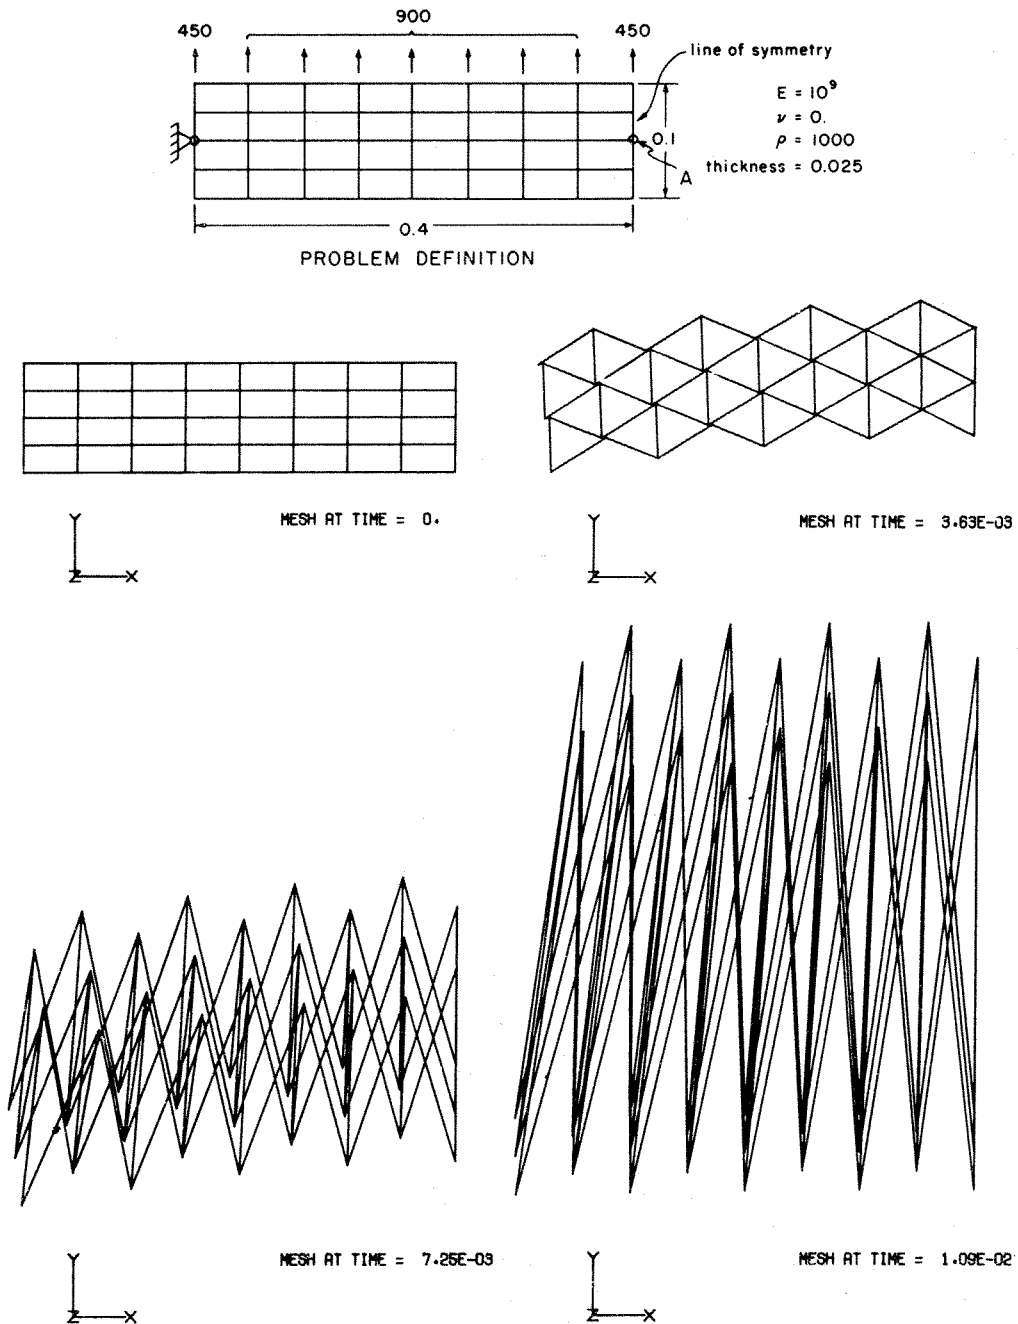 900
450
450
line of symmetry
E = 10⁹
ν = 0.
ρ = 1000
thickness = 0.025
0.1
A
0.4
PROBLEM DEFINITION
Y
Z X
MESH AT TIME = 0.
Y
Z X
MESH AT TIME = 3.63E-03
Y
Z X
MESH AT TIME = 7.25E-03
Y
Z X
MESH AT TIME = 1.09E-02